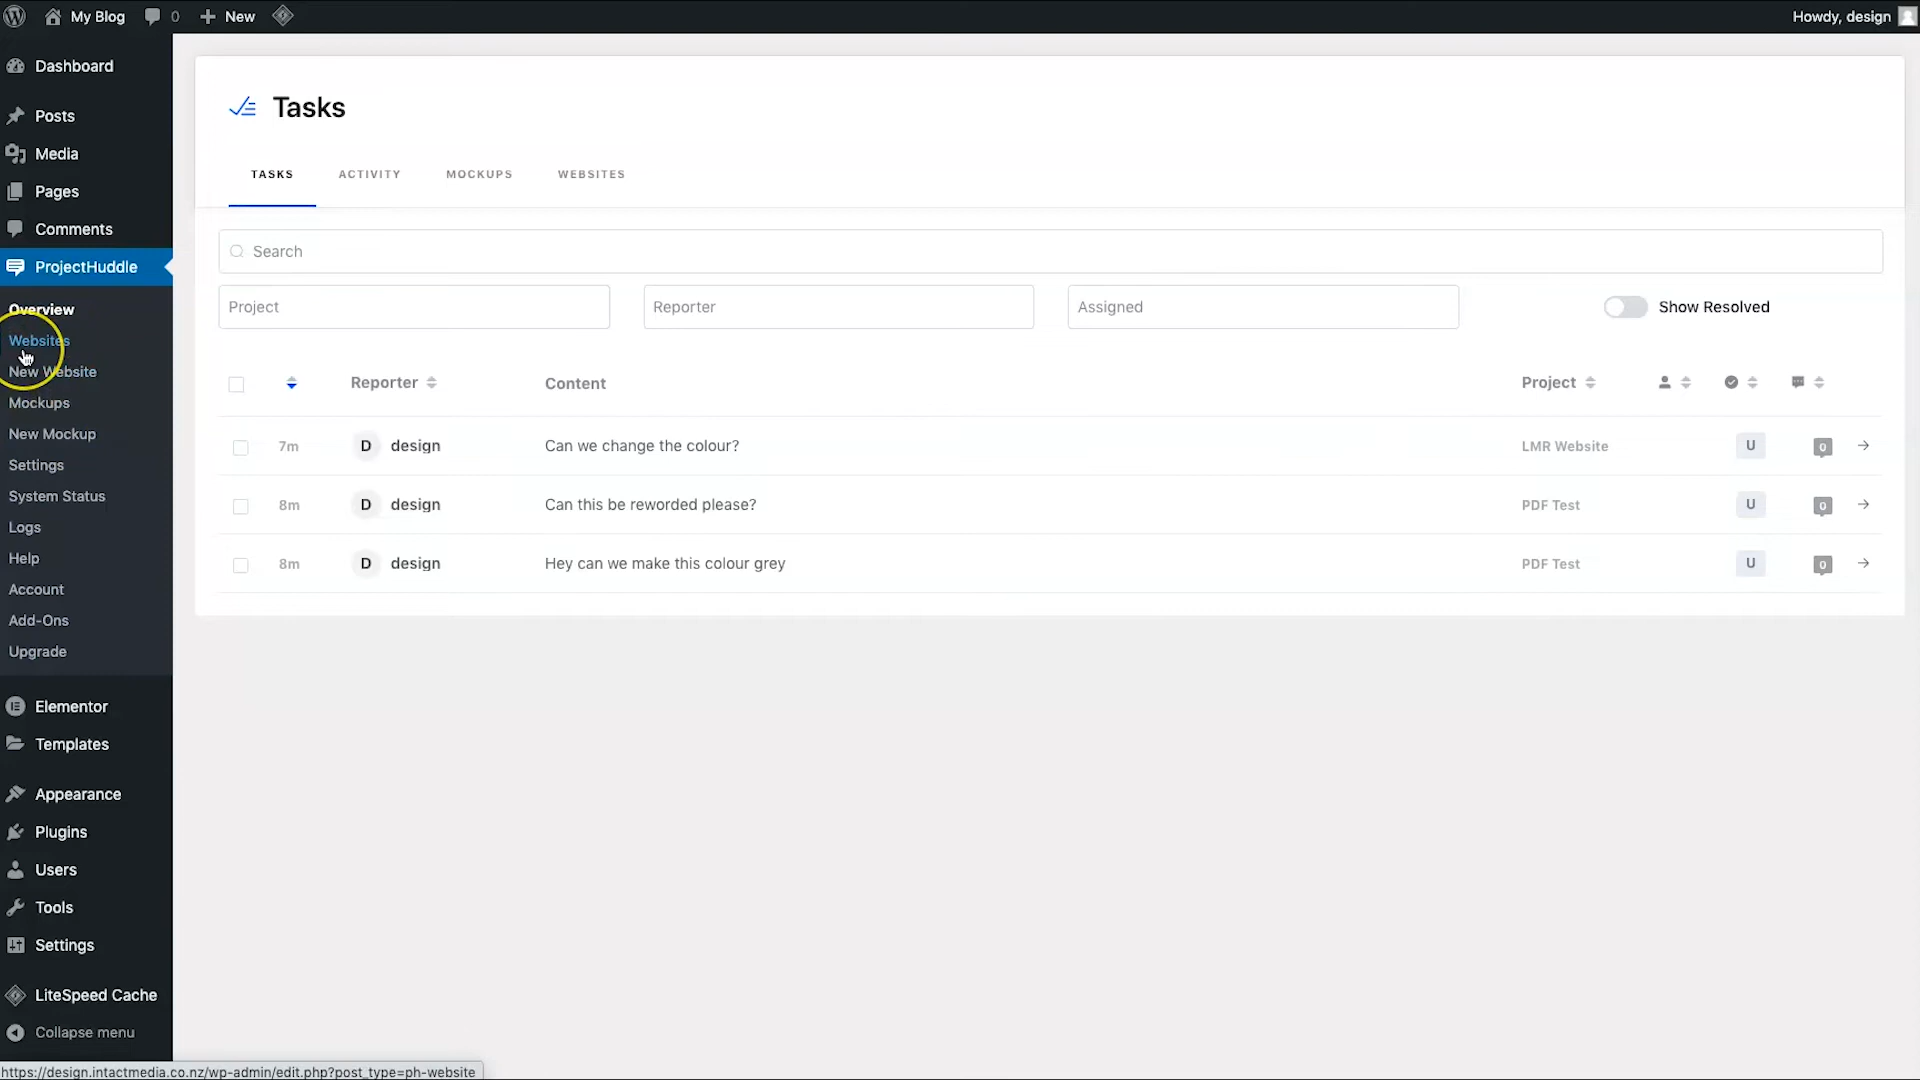 My Blog 0 New Howdy, design
Dashboard
Posts
Media
Pages
Comments
ProjectHuddle
Overview
Websites
New Website
Mockups
New Mockup
Settings
System Status
Logs
Help
Account
Add-Ons
Upgrade
Elementor
Templates
Appearance
Plugins
Users
Tools
Settings
LiteSpeed Cache
Collapse menu
Tasks
TASKS ACTIVITY MOCKUPS WEBSITES
Search
Project Reporter Assigned Show Resolved
Reporter Content Project
7m D design Can we change the colour? LMR Website U 0
8m D design Can this be reworded please? PDF Test U 0
8m D design Hey can we make this colour grey PDF Test U 0
https://design.intactmedia.co.nz/wp-admin/edit.php?post_type=ph-website